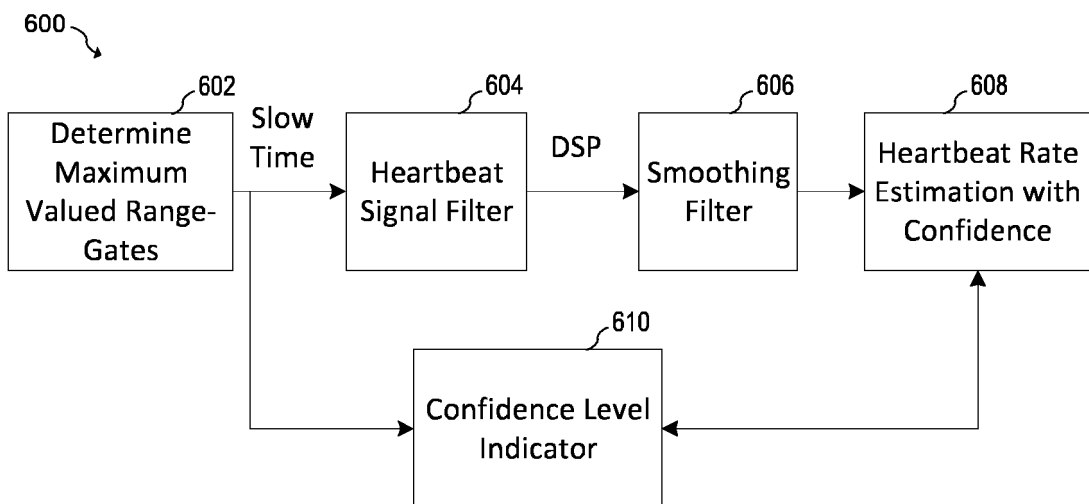 600
602
Determine
Maximum
Valued Range-
Gates
Slow
Time
604
Heartbeat
Signal Filter
DSP
606
Smoothing
Filter
608
Heartbeat Rate
Estimation with
Confidence
610
Confidence Level
Indicator